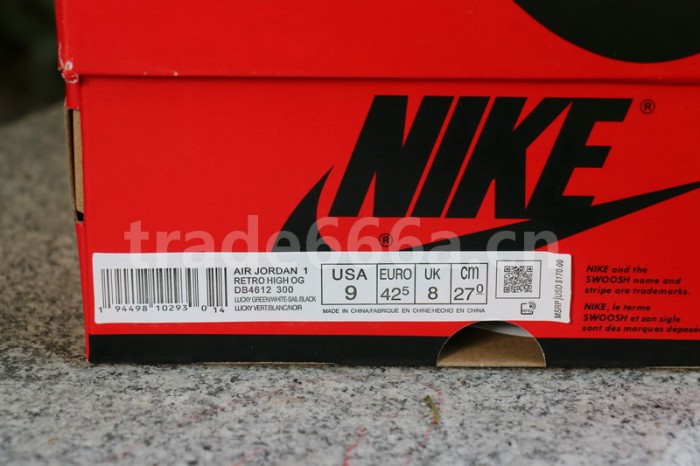 NIKE®
®
trade666a.cn
AIR JORDAN 1
RETRO HIGH OG
DB4612 300
LUCKY GREEN/WHITE-SAIL-BLACK
LUCKY VERT/BLANC/NOIR
1 94498 10293 0 1 4
USA
9
EURO
42.5
UK
8
cm
27.0
MADE IN CHINA/FABRIQUE EN CHINE/HECHO EN CHINA
MSRP (USD) $170.00
NIKE and the
SWOOSH name and
stripe are trademarks.
NIKE, le terme
SWOOSH et son sigle
sont des marques déposée